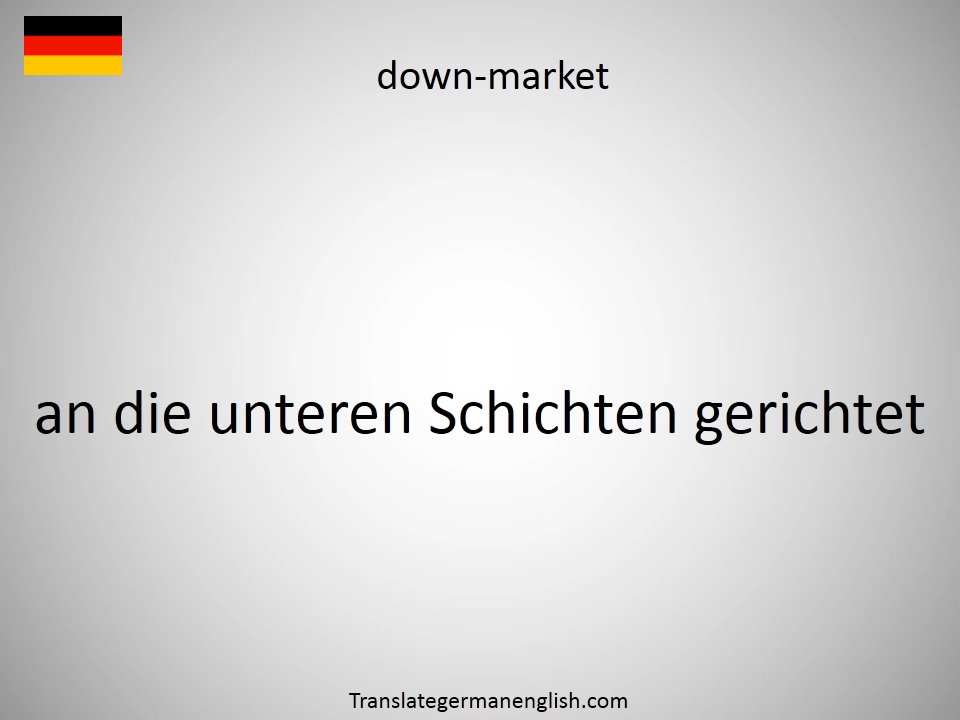 down-market
an die unteren Schichten gerichtet
Translategermanenglish.com